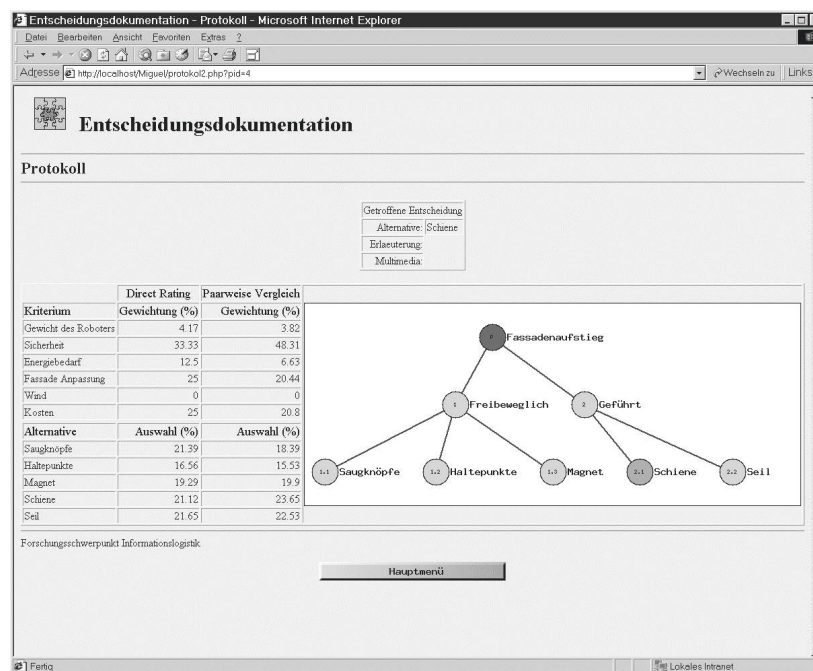 Entscheidungsdokumentation - Protokoll - Microsoft Internet Explorer
Datei Bearbeiten Ansicht Favoriten Extras ?
Adresse http://localhost/Miguel/protokol2.php?pid=4 Wechseln zu Links
Entscheidungsdokumentation
Protokoll
Getroffene Entscheidung
Alternative: Schiene
Erlaeuterung:
Multimedia:
Direct Rating Paarweise Vergleich
Kriterium Gewichtung (%) Gewichtung (%)
Gewicht des Roboters 4.17 3.82
Sicherheit 33.33 48.31
Energiebedarf 12.5 6.63
Fassade Anpassung 25 20.44
Wind 0 0
Kosten 25 20.8
Alternative Auswahl (%) Auswahl (%)
Saugknöpfe 21.39 18.39
Haltepunkte 16.56 15.53
Magnet 19.29 19.9
Schiene 21.12 23.65
Seil 21.65 22.53
0 Fassadenaufstieg
1 Freibeweglich 2 Geführt
1.1 Saugknöpfe 1.2 Haltepunkte 1.3 Magnet 2.1 Schiene 2.2 Seil
Forschungsschwerpunkt Informationslogistik
Hauptmenü
Fertig Lokales Intranet